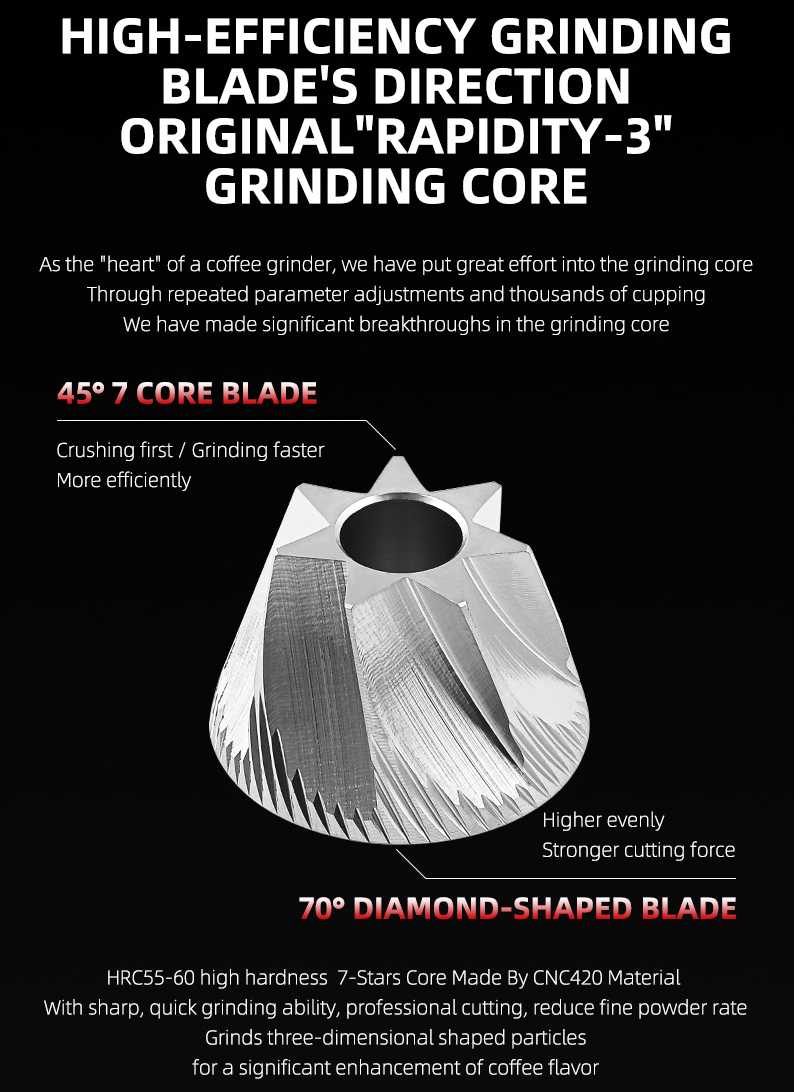 HIGH-EFFICIENCY GRINDING
BLADE'S DIRECTION
ORIGINAL"RAPIDITY-3"
GRINDING CORE
As the "heart" of a coffee grinder, we have put great effort into the grinding core
Through repeated parameter adjustments and thousands of cupping
We have made significant breakthroughs in the grinding core
45° 7 CORE BLADE
Crushing first / Grinding faster
More efficiently
Higher evenly
Stronger cutting force
70° DIAMOND-SHAPED BLADE
HRC55-60 high hardness 7-Stars Core Made By CNC420 Material
With sharp, quick grinding ability, professional cutting, reduce fine powder rate
Grinds three-dimensional shaped particles
for a significant enhancement of coffee flavor